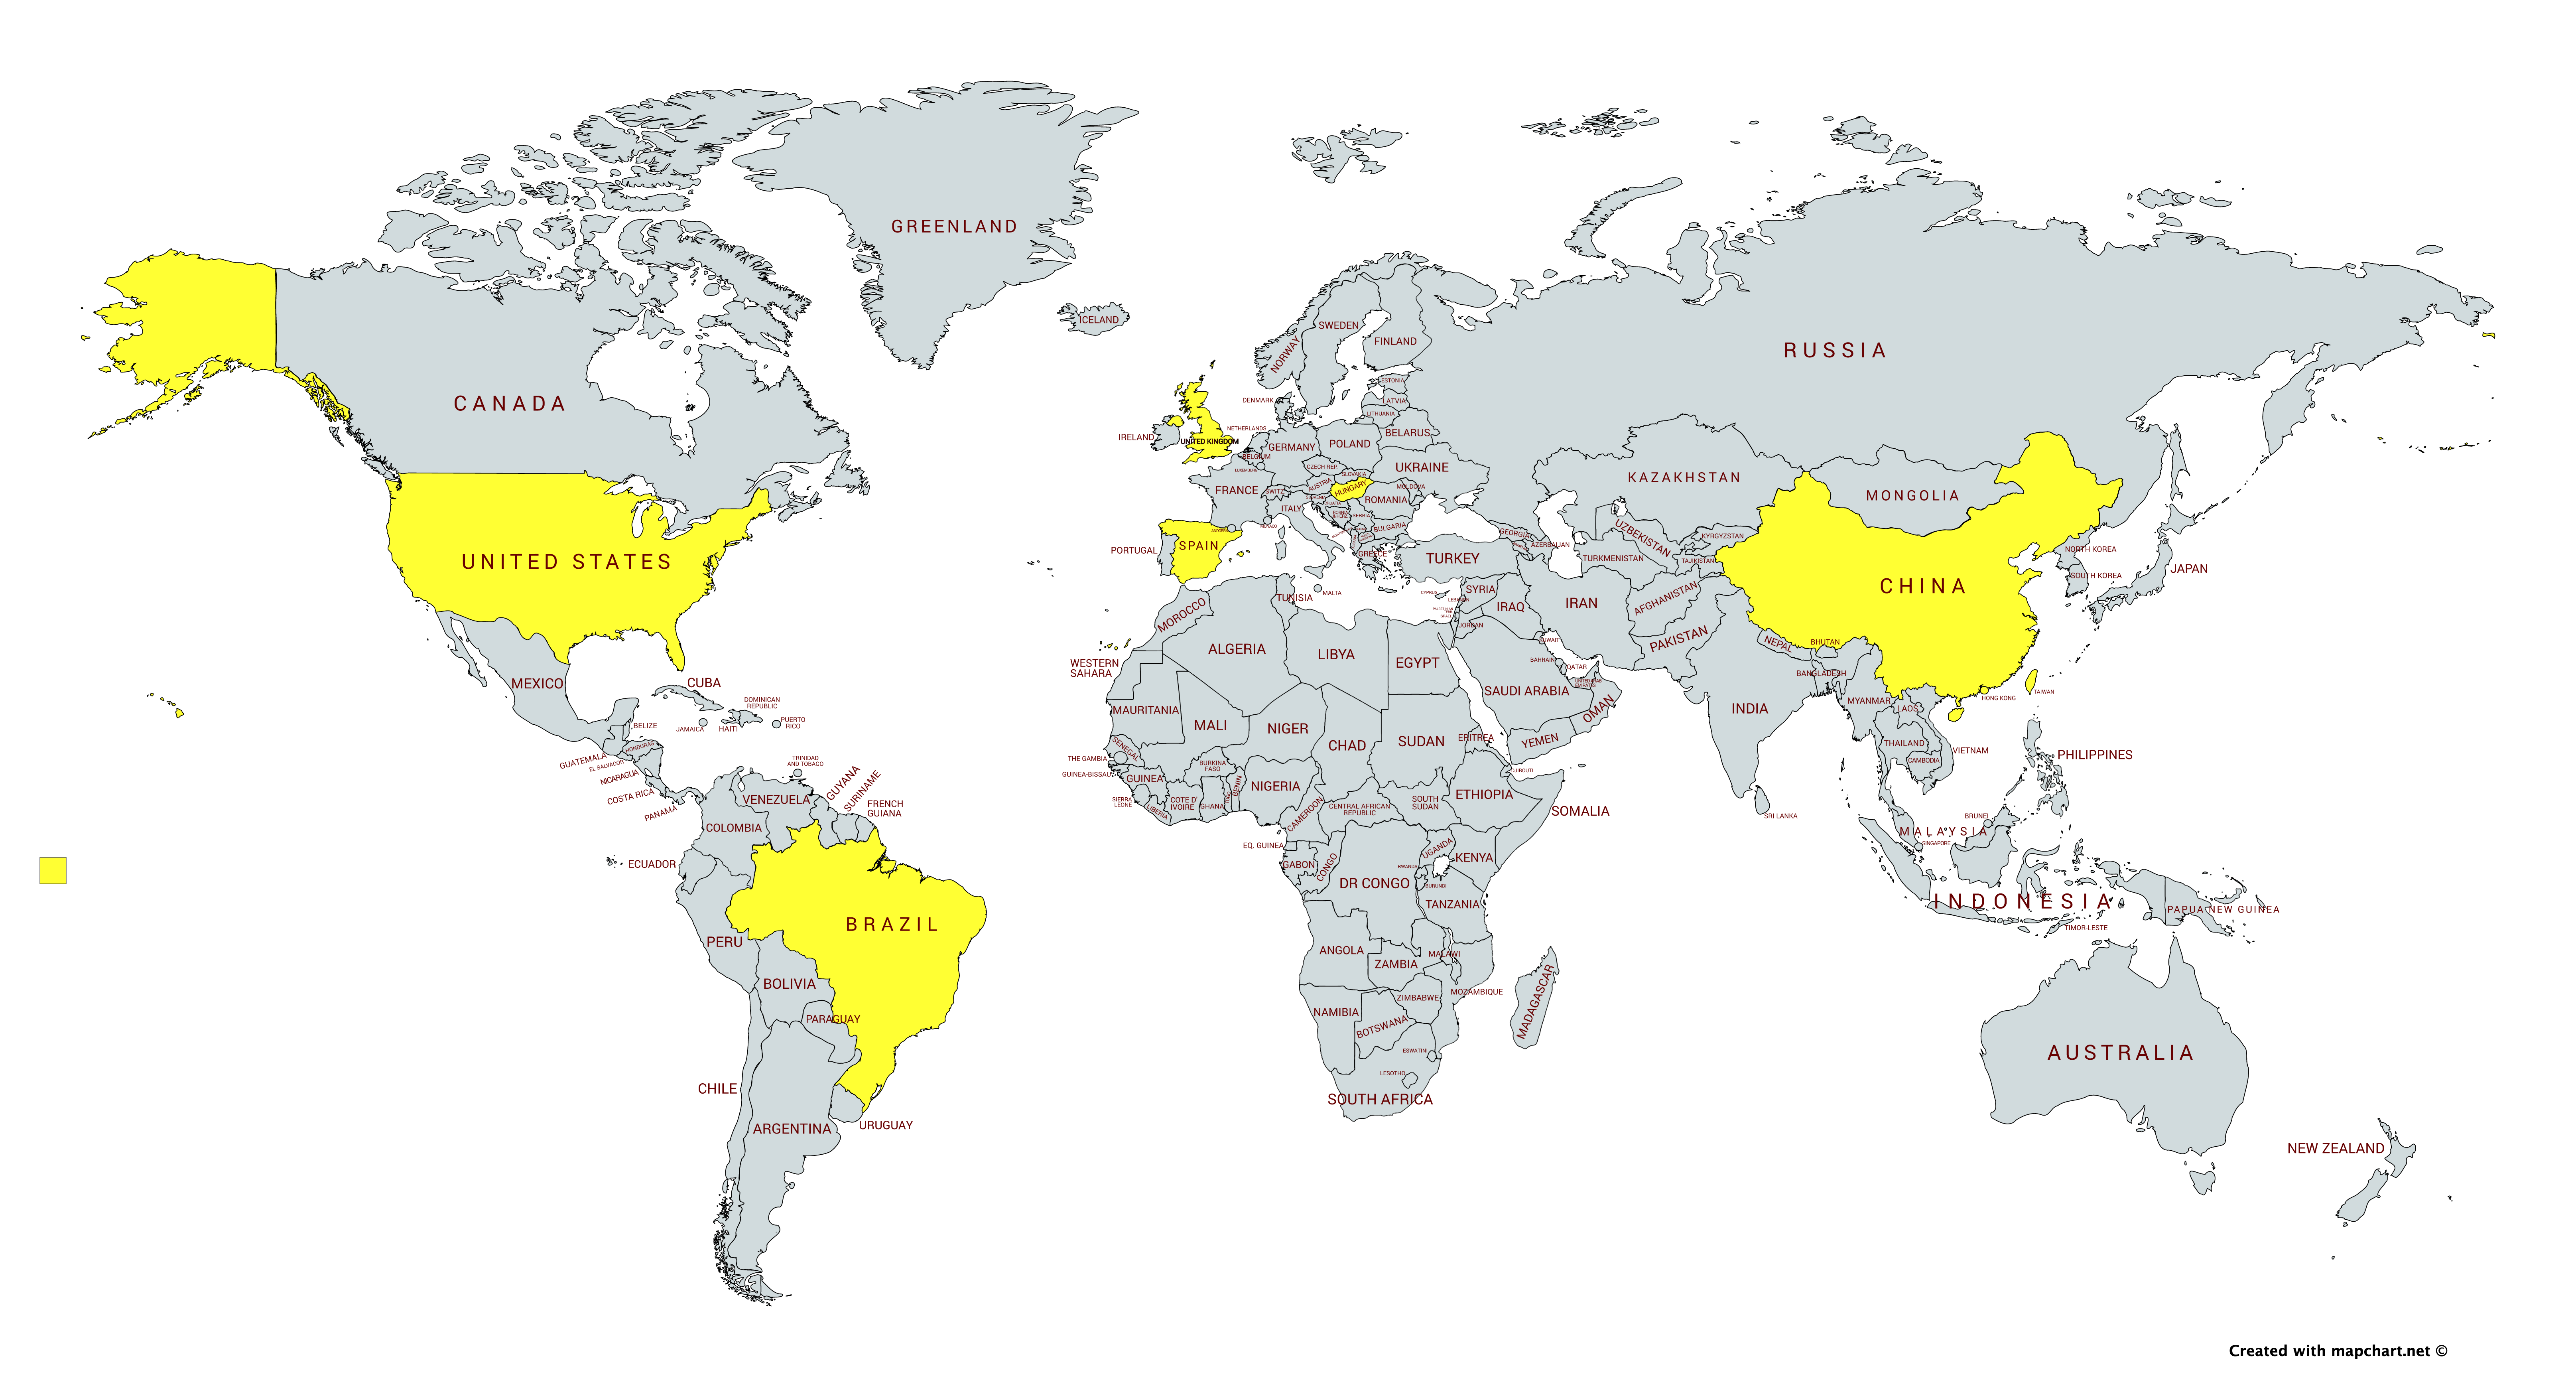 GREENLAND
ICELAND
SWEDEN
FINLAND
NORWAY
RUSSIA
CANADA
ESTONIA
LATVIA
LITHUANIA
DENMARK
IRELAND
UNITED KINGDOM
NETHERLANDS
BELARUS
GERMANY
POLAND
BELGIUM
LUXEMBURG
CZECH REP.
SLOVAKIA
UKRAINE
KAZAKHSTAN
MONGOLIA
FRANCE
SWITZ.
AUSTRIA
HUNGARY
MOLDOVA
ROMANIA
ITALY
SERBIA
BULGARIA
MONACO
ANDORRA
UNITED STATES
PORTUGAL
SPAIN
GREECE
TURKEY
GEORGIA
AZERBAIJAN
UZBEKISTAN
TURKMENISTAN
KYRGYZSTAN
TAJIKISTAN
CHINA
NORTH KOREA
SOUTH KOREA
JAPAN
MOROCCO
TUNISIA
MALTA
CYPRUS
LEBANON
SYRIA
IRAQ
IRAN
AFGHANISTAN
PAKISTAN
JORDAN
KUWAIT
ALGERIA
LIBYA
EGYPT
WESTERN
SAHARA
BAHRAIN
QATAR
UNITED ARAB
EMIRATES
SAUDI ARABIA
OMAN
YEMEN
NEPAL
BHUTAN
BANGLADESH
INDIA
MYANMAR
LAOS
HONG KONG
TAIWAN
MEXICO
CUBA
DOMINICAN
REPUBLIC
PUERTO
RICO
JAMAICA
HAITI
BELIZE
HONDURAS
GUATEMALA
EL SALVADOR
NICARAGUA
COSTA RICA
PANAMA
TRINIDAD
AND TOBAGO
MAURITANIA
MALI
NIGER
CHAD
SUDAN
ERITREA
DJIBOUTI
SENEGAL
THE GAMBIA
GUINEA-BISSAU
GUINEA
SIERRA
LEONE
LIBERIA
COTE D'
IVOIRE
BURKINA
FASO
GHANA
TOGO
BENIN
NIGERIA
CAMEROON
CENTRAL AFRICAN
REPUBLIC
SOUTH
SUDAN
ETHIOPIA
SOMALIA
THAILAND
VIETNAM
CAMBODIA
PHILIPPINES
SRI LANKA
BRUNEI
MALAYSIA
SINGAPORE
INDONESIA
PAPUA NEW GUINEA
TIMOR-LESTE
VENEZUELA
GUYANA
SURINAME
FRENCH
GUIANA
COLOMBIA
ECUADOR
BRAZIL
PERU
BOLIVIA
PARAGUAY
CHILE
ARGENTINA
URUGUAY
EQ. GUINEA
GABON
CONGO
DR CONGO
UGANDA
KENYA
RWANDA
BURUNDI
TANZANIA
ANGOLA
ZAMBIA
MALAWI
MOZAMBIQUE
ZIMBABWE
NAMIBIA
BOTSWANA
MADAGASCAR
ESWATINI
LESOTHO
SOUTH AFRICA
AUSTRALIA
NEW ZEALAND
Created with mapchart.net ©